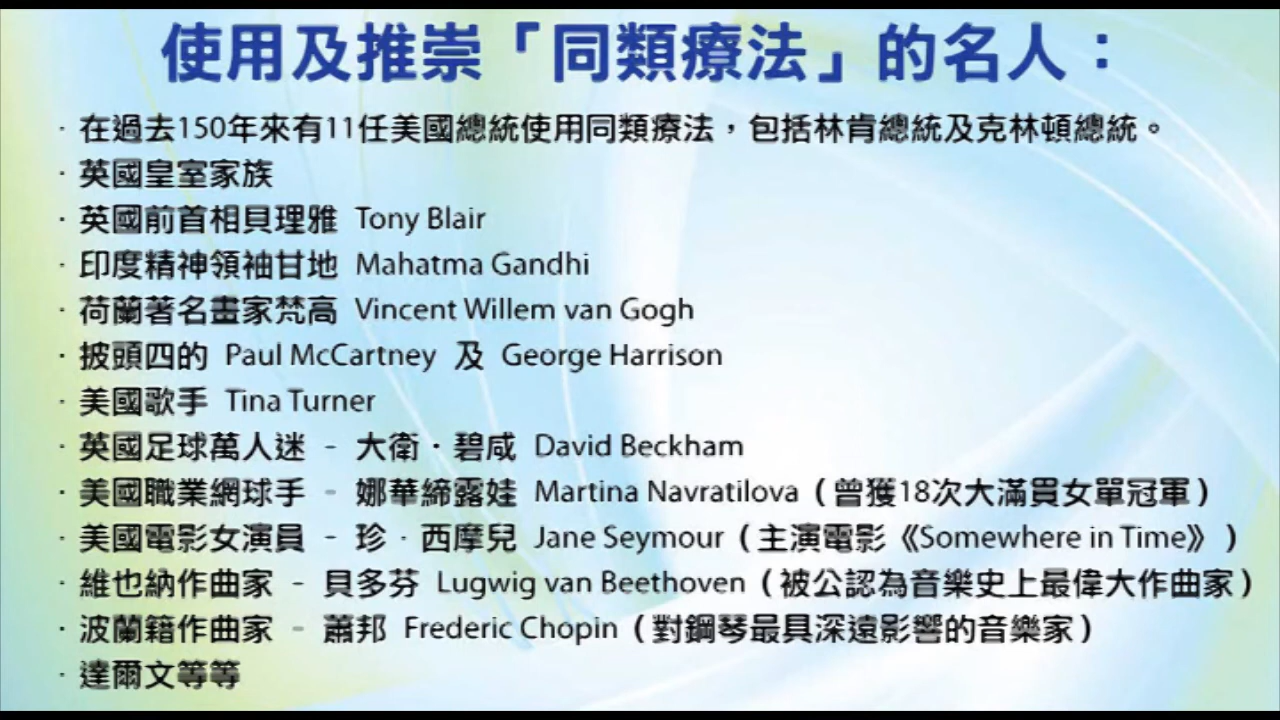 使用及推崇「同類療法」的名人：
· 在過去150年來有11任美國總統使用同類療法，包括林肯總統及克林頓總統。
· 英國皇室家族
· 英國前首相貝理雅 Tony Blair
· 印度精神領袖甘地 Mahatma Gandhi
· 荷蘭著名畫家梵高 Vincent Willem van Gogh
· 披頭四的 Paul McCartney 及 George Harrison
· 美國歌手 Tina Turner
· 英國足球萬人迷 - 大衛·碧咸 David Beckham
· 美國職業網球手 - 娜華締露娃 Martina Navratilova（曾獲18次大滿貫女單冠軍）
· 美國電影女演員 - 珍·西摩兒 Jane Seymour（主演電影《Somewhere in Time》）
· 維也納作曲家 - 貝多芬 Lugwig van Beethoven（被公認為音樂史上最偉大作曲家）
· 波蘭籍作曲家 - 蕭邦 Frederic Chopin（對鋼琴最具深遠影響的音樂家）
· 達爾文等等